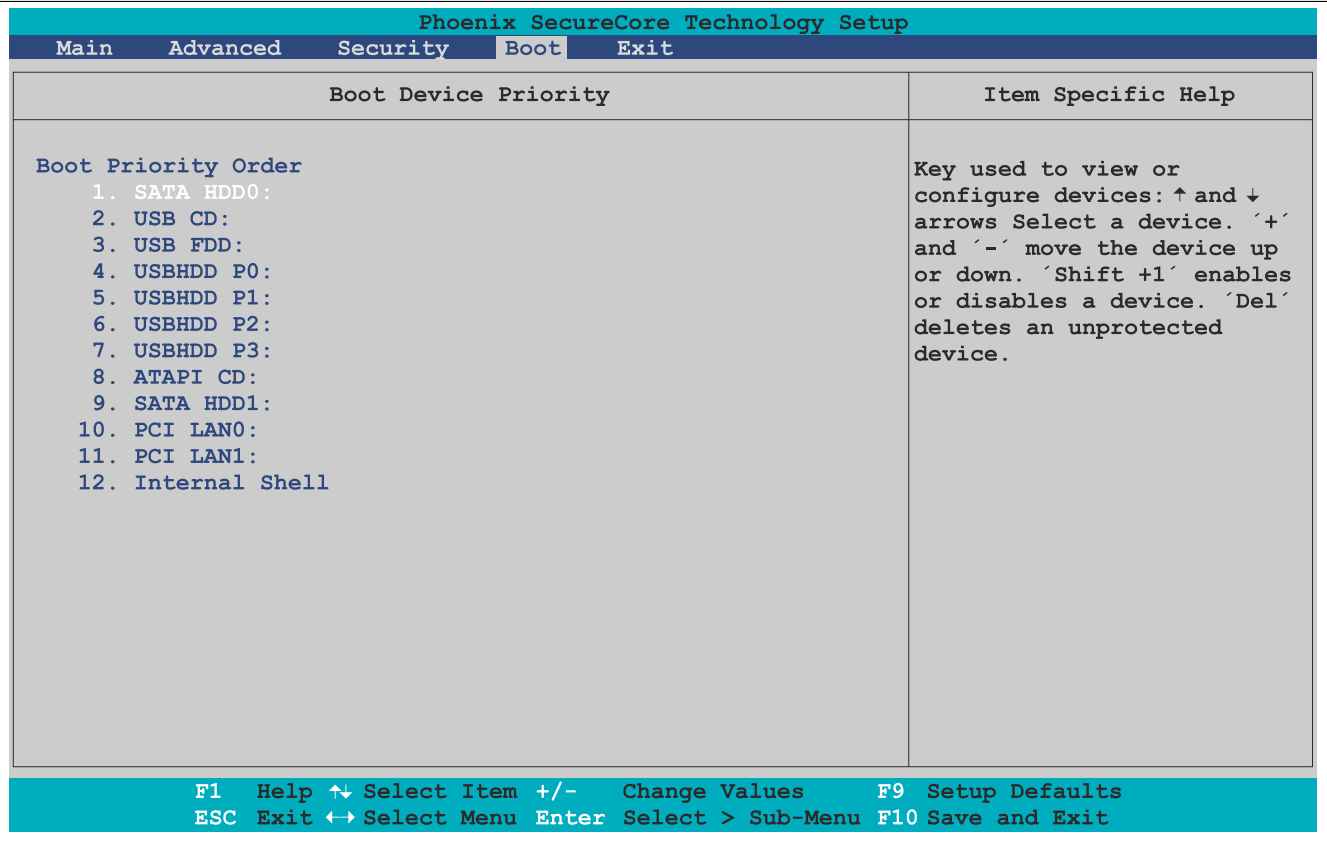 Phoenix SecureCore Technology Setup
Main Advanced Security Boot Exit
Boot Device Priority
Boot Priority Order
1. SATA HDD0:
2. USB CD:
3. USB FDD:
4. USBHDD P0:
5. USBHDD P1:
6. USBHDD P2:
7. USBHDD P3:
8. ATAPI CD:
9. SATA HDD1:
10. PCI LAN0:
11. PCI LAN1:
12. Internal Shell
Item Specific Help
Key used to view or
configure devices: ↑ and ↓
arrows Select a device. ´+´
and ´-´ move the device up
or down. ´Shift +1´ enables
or disables a device. ´Del´
deletes an unprotected
device.
F1 Help ↑↓ Select Item +/- Change Values F9 Setup Defaults
ESC Exit ←→ Select Menu Enter Select > Sub-Menu F10 Save and Exit